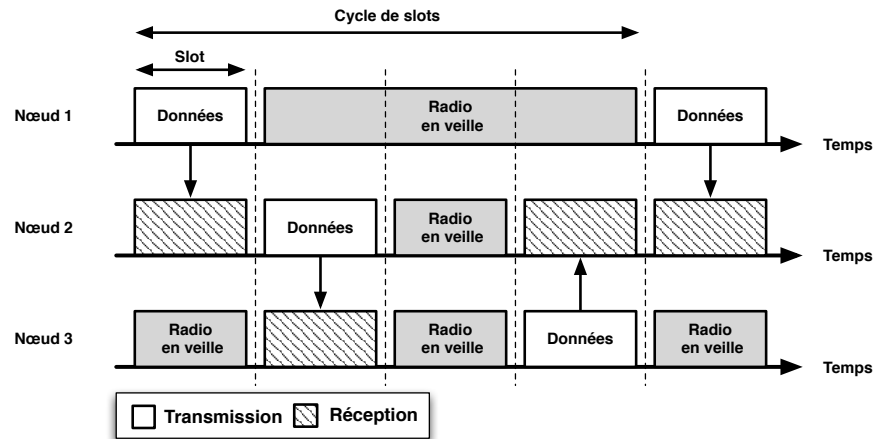 Cycle de slots
Slot
Nœud 1
Données
Radio
en veille
Données
Temps
Nœud 2
Données
Radio
en veille
Temps
Nœud 3
Radio
en veille
Radio
en veille
Données
Radio
en veille
Temps
Transmission
Réception